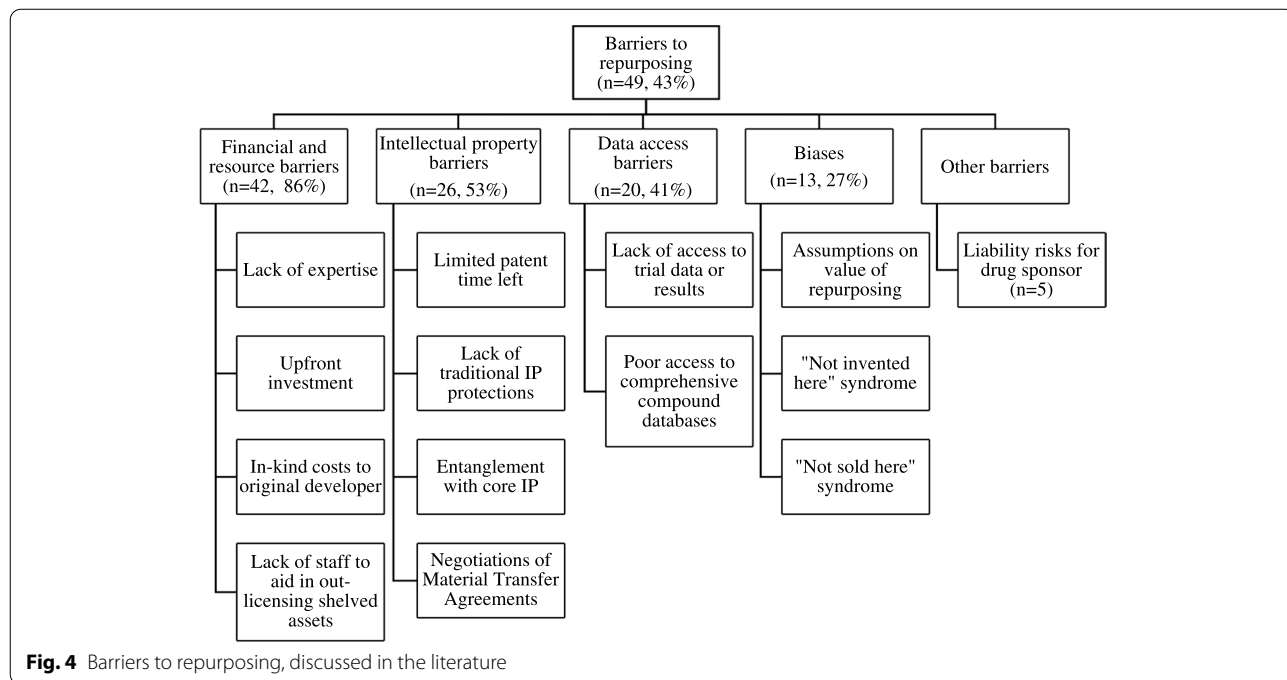 Barriers to
repurposing
(n=49, 43%)
Financial and
resource barriers
(n=42, 86%)
Lack of expertise
Upfront
investment
In-kind costs to
original developer
Lack of staff to
aid in out-
licensing shelved
assets
Intellectual property
barriers
(n=26, 53%)
Limited patent
time left
Lack of
traditional IP
protections
Entanglement
with core IP
Negotiations of
Material Transfer
Agreements
Data access
barriers
(n=20, 41%)
Lack of access to
trial data or
results
Poor access to
comprehensive
compound
databases
Biases
(n=13, 27%)
Assumptions on
value of
repurposing
"Not invented
here" syndrome
"Not sold here"
syndrome
Other barriers
Liability risks for
drug sponsor
(n=5)
Fig. 4 Barriers to repurposing, discussed in the literature